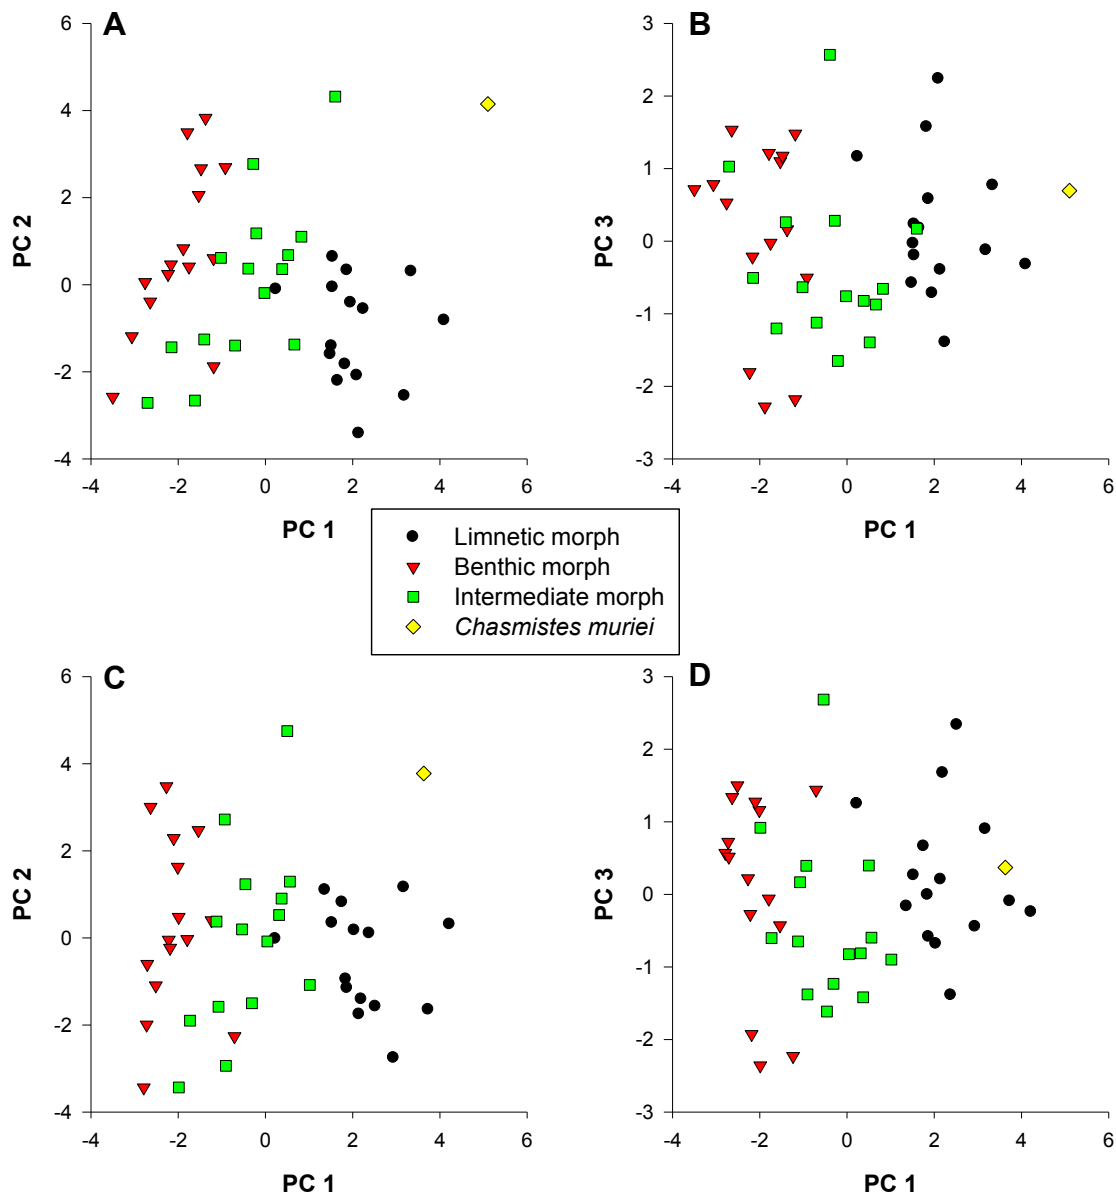 A
6
4
2
0
-2
-4
-4 -2 0 2 4 6
PC 2
PC 1
B
3
2
1
0
-1
-2
-3
-4 -2 0 2 4 6
PC 3
PC 1
Limnetic morph
Benthic morph
Intermediate morph
Chasmistes muriei
C
6
4
2
0
-2
-4
-4 -2 0 2 4 6
PC 2
PC 1
D
3
2
1
0
-1
-2
-3
-4 -2 0 2 4 6
PC 3
PC 1